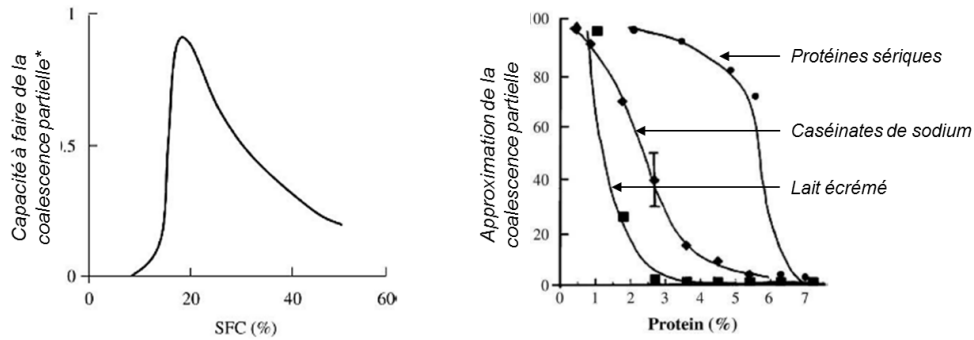 Capacité à faire de la
coalescence partielle*
1
.5
0
0
20
40
60
SFC (%)
Approximation de la
coalescence partielle
100
80
60
40
20
0
0
1
2
3
4
5
6
7
Protein (%)
Protéines sériques
Caséinates de sodium
Lait écrémé